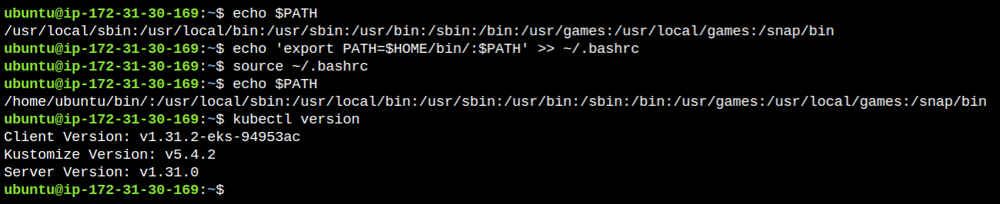 ubuntu@ip-172-31-30-169:~$ echo $PATH
/usr/local/sbin:/usr/local/bin:/usr/sbin:/usr/bin:/sbin:/bin:/usr/games:/usr/local/games:/snap/bin
ubuntu@ip-172-31-30-169:~$ echo 'export PATH=$HOME/bin/:$PATH' >> ~/.bashrc
ubuntu@ip-172-31-30-169:~$ source ~/.bashrc
ubuntu@ip-172-31-30-169:~$ echo $PATH
/home/ubuntu/bin/:/usr/local/sbin:/usr/local/bin:/usr/sbin:/usr/bin:/sbin:/bin:/usr/games:/usr/local/games:/snap/bin
ubuntu@ip-172-31-30-169:~$ kubectl version
Client Version: v1.31.2-eks-94953ac
Kustomize Version: v5.4.2
Server Version: v1.31.0
ubuntu@ip-172-31-30-169:~$